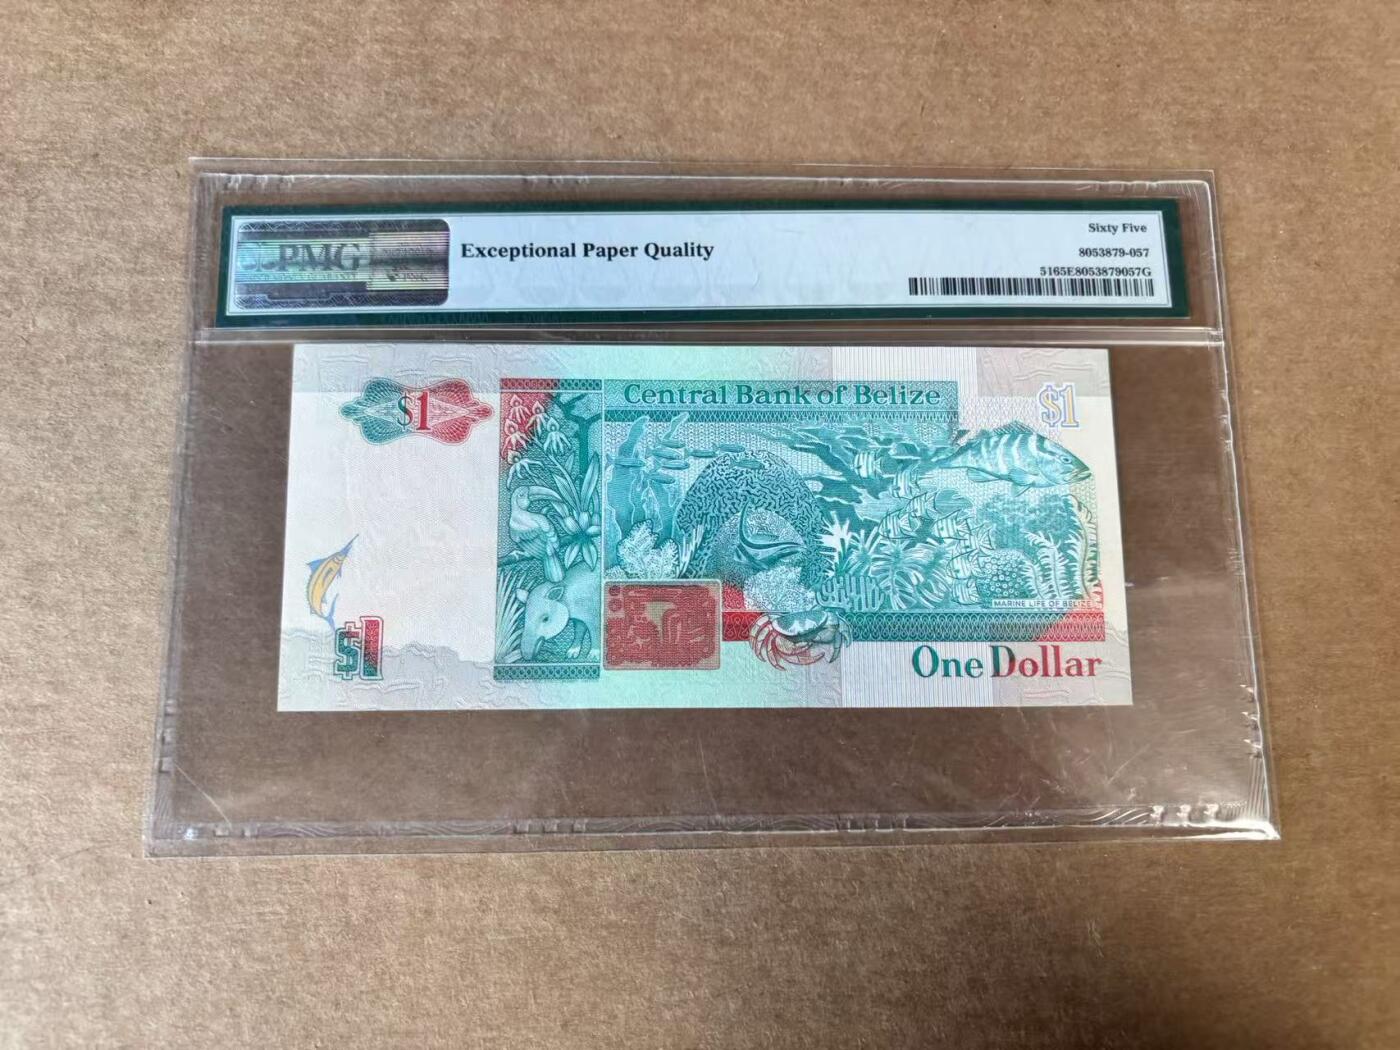 PMG
Exceptional Paper Quality
Sixty Five
8053879-057
5165E8053879057G
$1
Central Bank of Belize
$1
MARINE LIFE OF BELIZE
$1
One Dollar